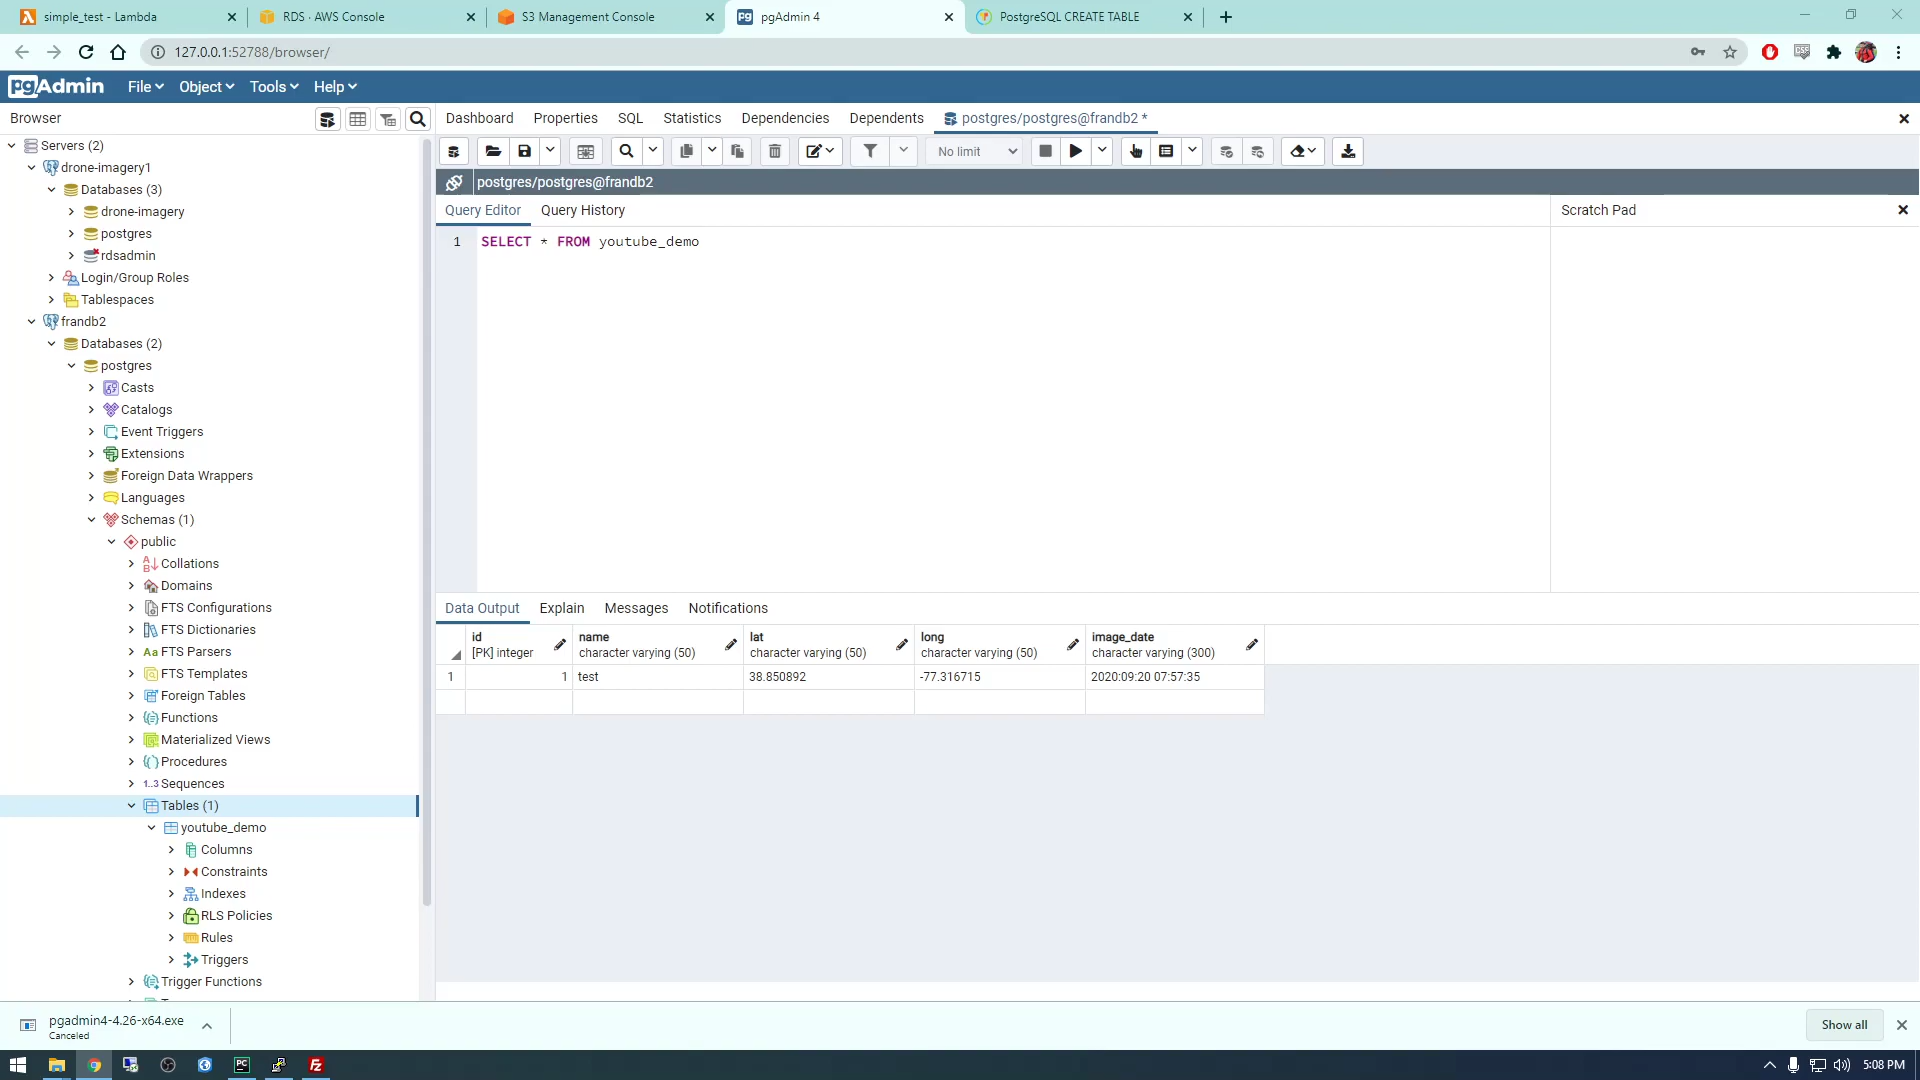 simple_test - Lambda
RDS · AWS Console
S3 Management Console
pgAdmin 4
PostgreSQL CREATE TABLE
127.0.0.1:52788/browser/
pgAdmin
File
Object
Tools
Help
Browser
Dashboard
Properties
SQL
Statistics
Dependencies
Dependents
postgres/postgres@frandb2 *
No limit
postgres/postgres@frandb2
Query Editor
Query History
Scratch Pad
1
SELECT * FROM youtube_demo
Servers (2)
drone-imagery1
Databases (3)
drone-imagery
postgres
rdsadmin
Login/Group Roles
Tablespaces
frandb2
Databases (2)
postgres
Casts
Catalogs
Event Triggers
Extensions
Foreign Data Wrappers
Languages
Schemas (1)
public
Collations
Domains
FTS Configurations
FTS Dictionaries
Aa FTS Parsers
FTS Templates
Foreign Tables
Functions
Materialized Views
Procedures
1..3 Sequences
Tables (1)
youtube_demo
Columns
Constraints
Indexes
RLS Policies
Rules
Triggers
Trigger Functions
Data Output
Explain
Messages
Notifications
id
[PK] integer
name
character varying (50)
lat
character varying (50)
long
character varying (50)
image_date
character varying (300)
1
1
test
38.850892
-77.316715
2020:09:20 07:57:35
pgadmin4-4.26-x64.exe
Canceled
Show all
5:08 PM